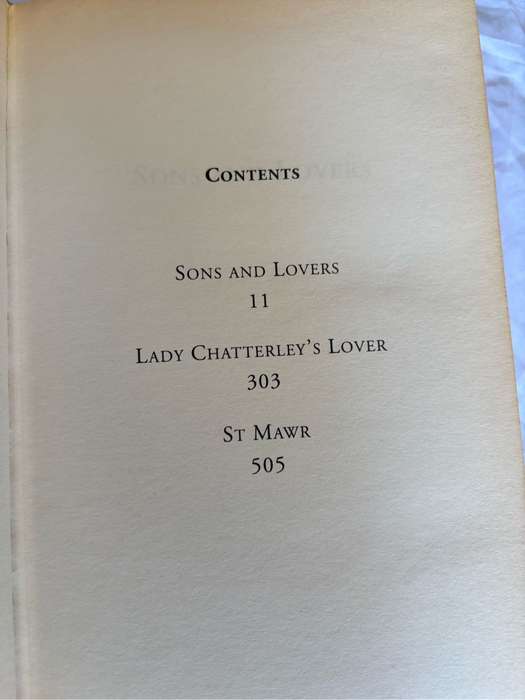 CONTENTS
SONS AND LOVERS
11
LADY CHATTERLEY'S LOVER
303
ST MAWR
505